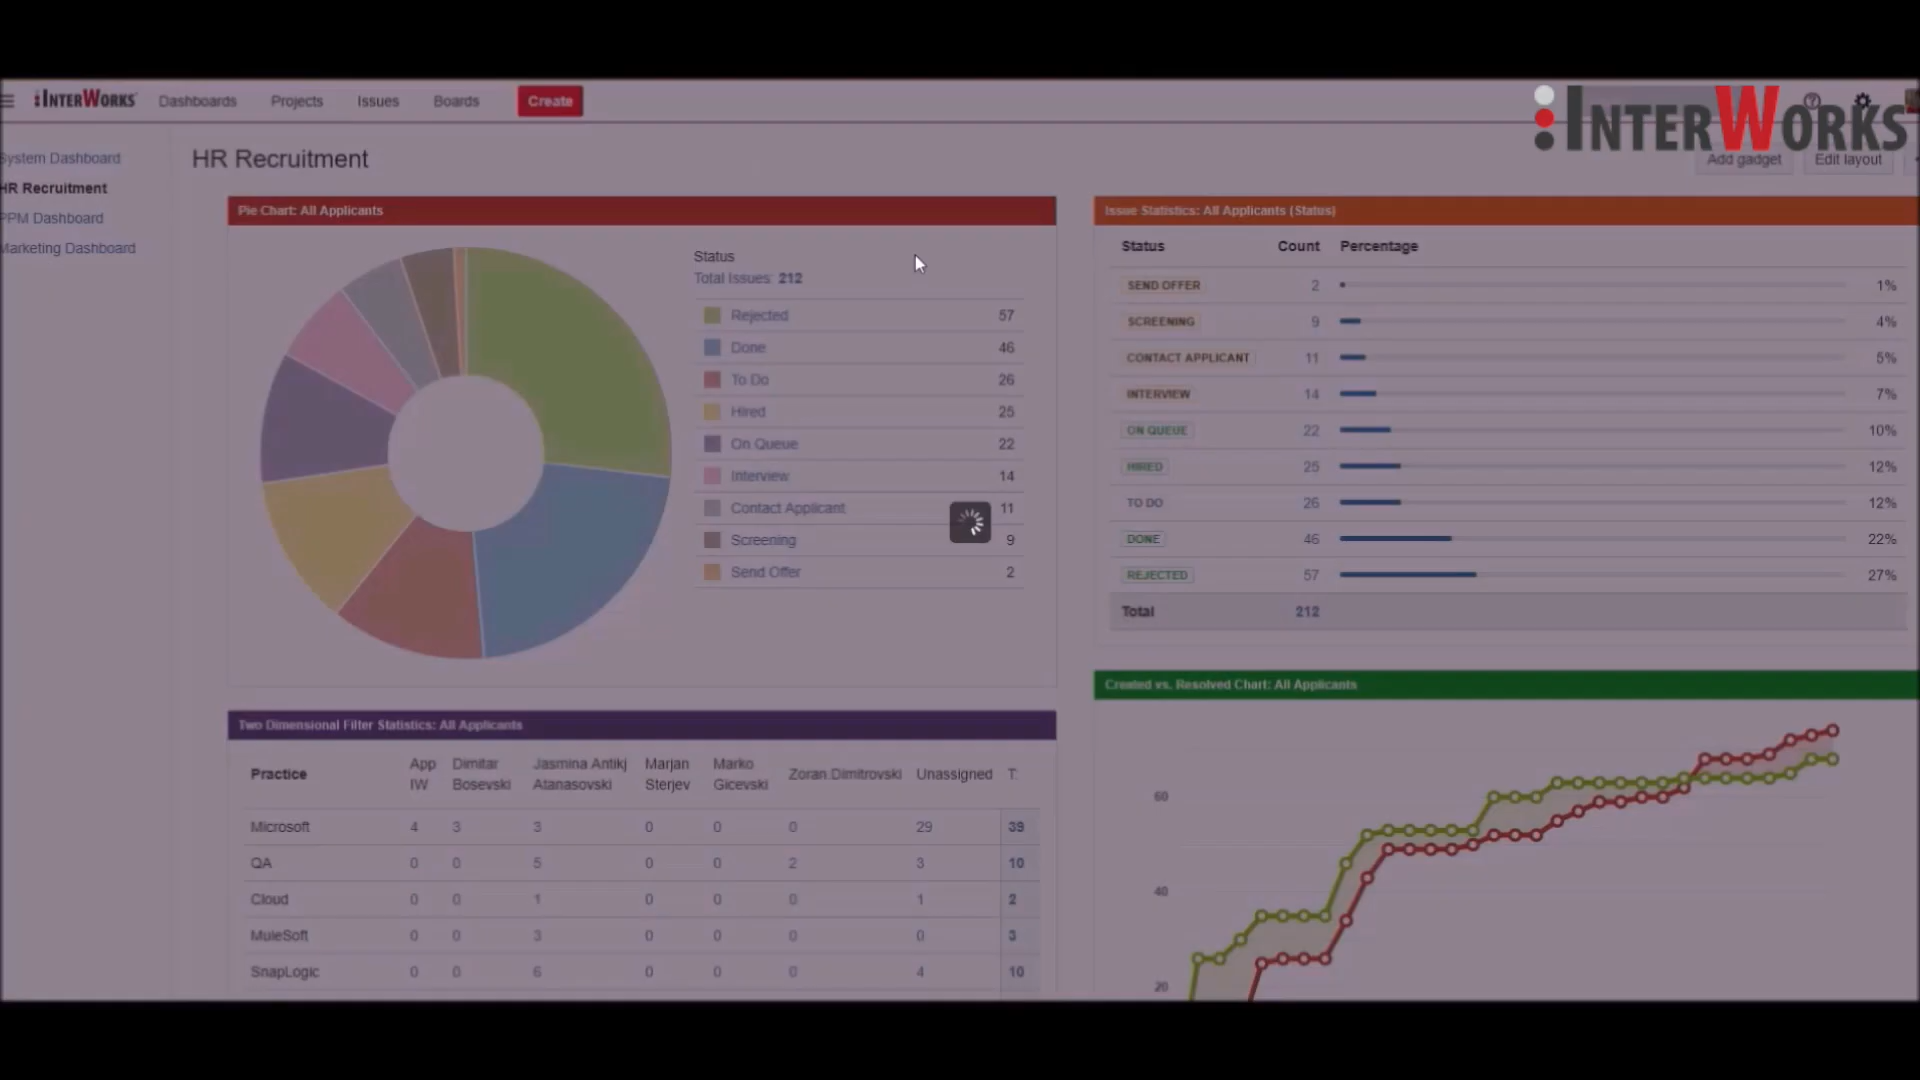 INTERWORKS Dashboards Projects Issues Boards Create
INTERWORKS
System Dashboard
HR Recruitment
PPM Dashboard
Marketing Dashboard
HR Recruitment
Add gadget Edit layout
Pie Chart: All Applicants
Status
Total Issues: 212
Rejected 57
Done 46
To Do 26
Hired 25
On Queue 22
Interview 14
Contact Applicant 11
Screening 9
Send Offer 2
Issue Statistics: All Applicants (Status)
Status Count Percentage
SEND OFFER 2 1%
SCREENING 9 4%
CONTACT APPLICANT 11 5%
INTERVIEW 14 7%
ON QUEUE 22 10%
HIRED 25 12%
TO DO 26 12%
DONE 46 22%
REJECTED 57 27%
Total 212
Two Dimensional Filter Statistics: All Applicants
Practice App IW Dimitar Bosevski Jasmina Antikj Atanasovski Marjan Sterjev Marko Gicevski Zoran.Dimitrovski Unassigned T:
Microsoft 4 3 3 0 0 0 29 39
QA 0 0 5 0 0 2 3 10
Cloud 0 0 1 0 0 0 1 2
MuleSoft 0 0 3 0 0 0 0 3
SnapLogic 0 0 6 0 0 0 4 10
Created vs. Resolved Chart: All Applicants
60
40
20